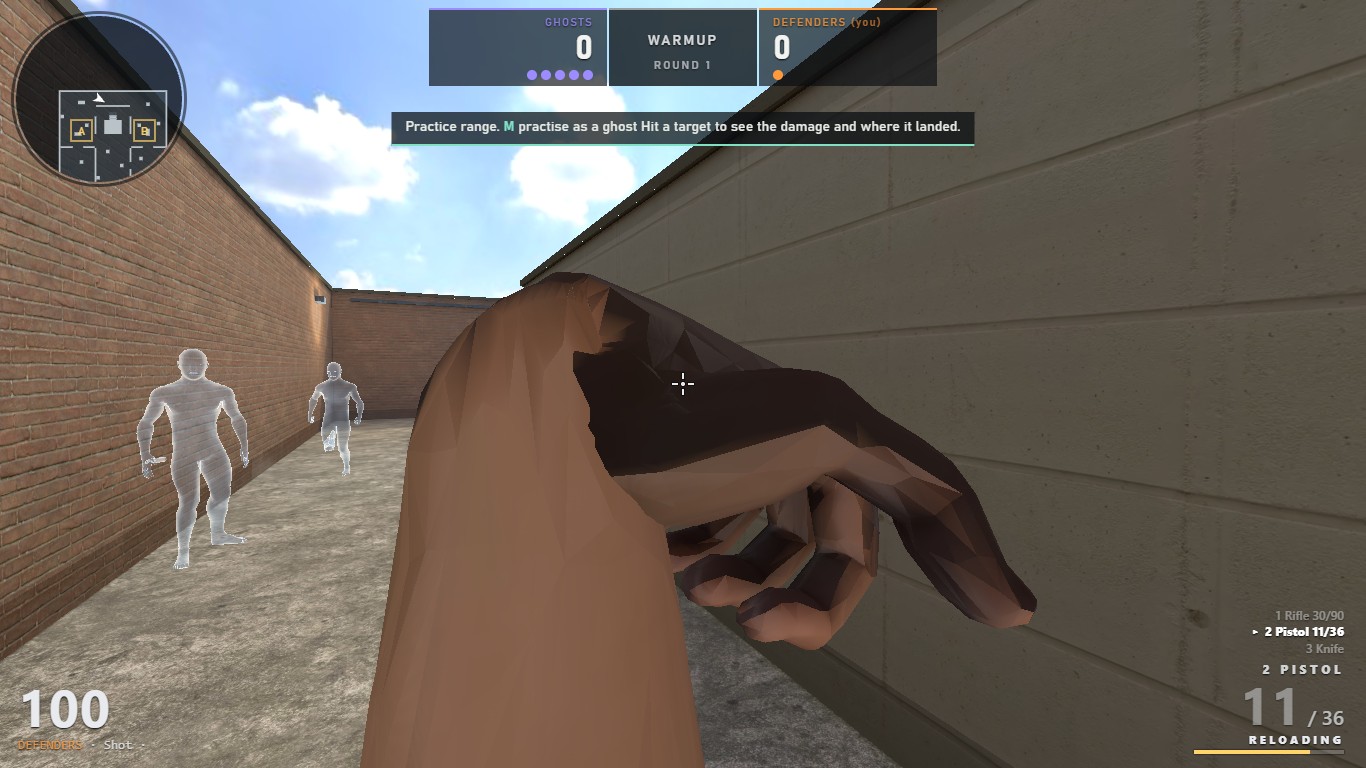 GHOSTS
0
WARMUP
ROUND 1
DEFENDERS (you)
0
Practice range. M practise as a ghost Hit a target to see the damage and where it landed.
A
B
1 Rifle 30/90
▸ 2 Pistol 11/36
3 Knife
2 PISTOL
11 / 36
RELOADING
100
DEFENDERS · Shot ·